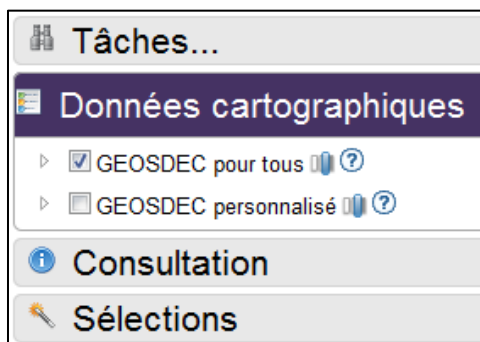 Tâches...
Données cartographiques
GEOSDEC pour tous
GEOSDEC personnalisé
Consultation
Sélections